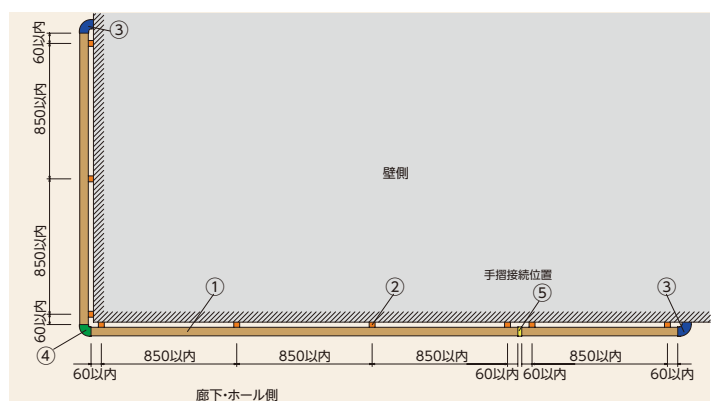 ③
60以内
850以内
壁側
850以内
手摺接続位置
①
②
⑤
③
60以内
④
850以内
850以内
850以内
850以内
60以内
60以内
60以内
60以内
廊下・ホール側